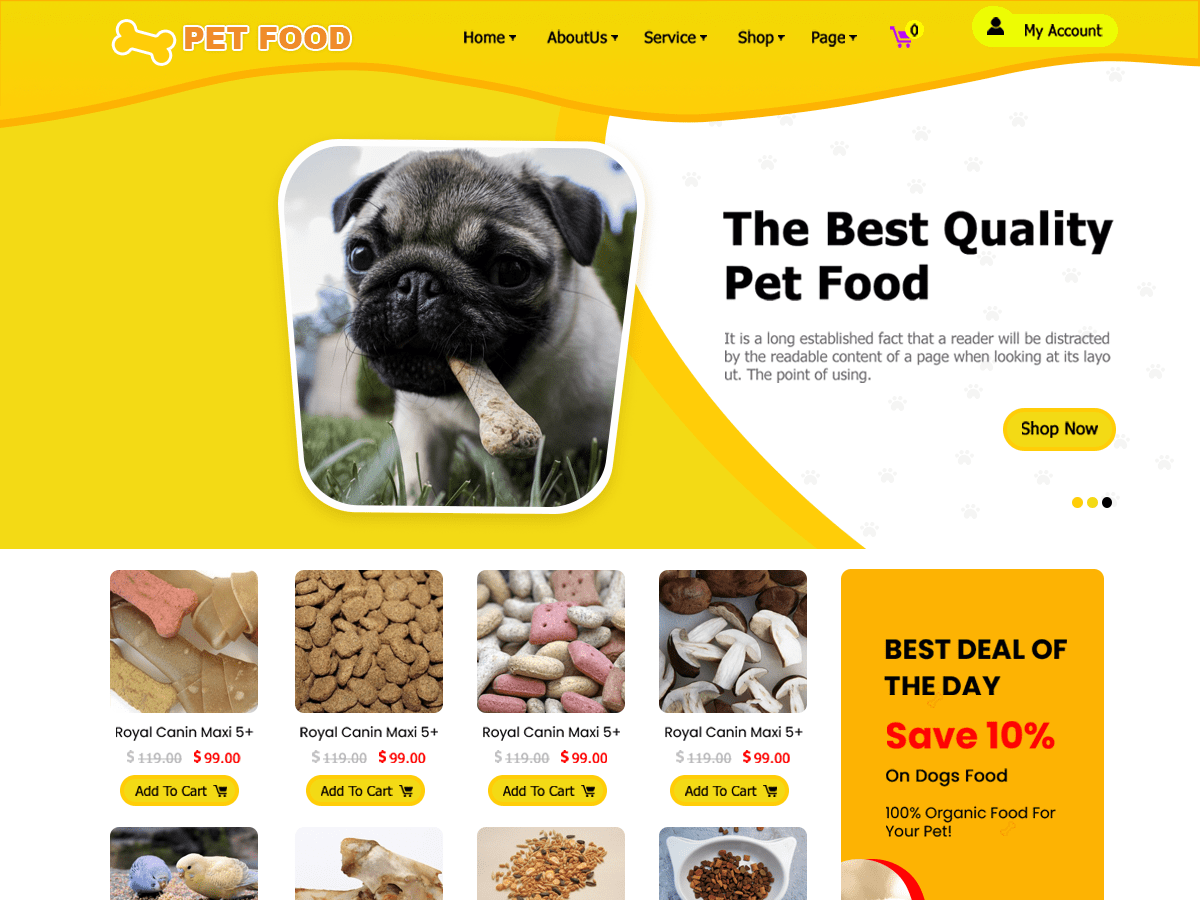 PET FOOD
Home
AboutUs
Service
Shop
Page
0
My Account
The Best Quality
Pet Food
It is a long established fact that a reader will be distracted
by the readable content of a page when looking at its layo
ut. The point of using.
Shop Now
Royal Canin Maxi 5+
$ 119.00 $ 99.00
Add To Cart
Royal Canin Maxi 5+
$ 119.00 $ 99.00
Add To Cart
Royal Canin Maxi 5+
$ 119.00 $ 99.00
Add To Cart
Royal Canin Maxi 5+
$ 119.00 $ 99.00
Add To Cart
BEST DEAL OF
THE DAY
Save 10%
On Dogs Food
100% Organic Food For
Your Pet!